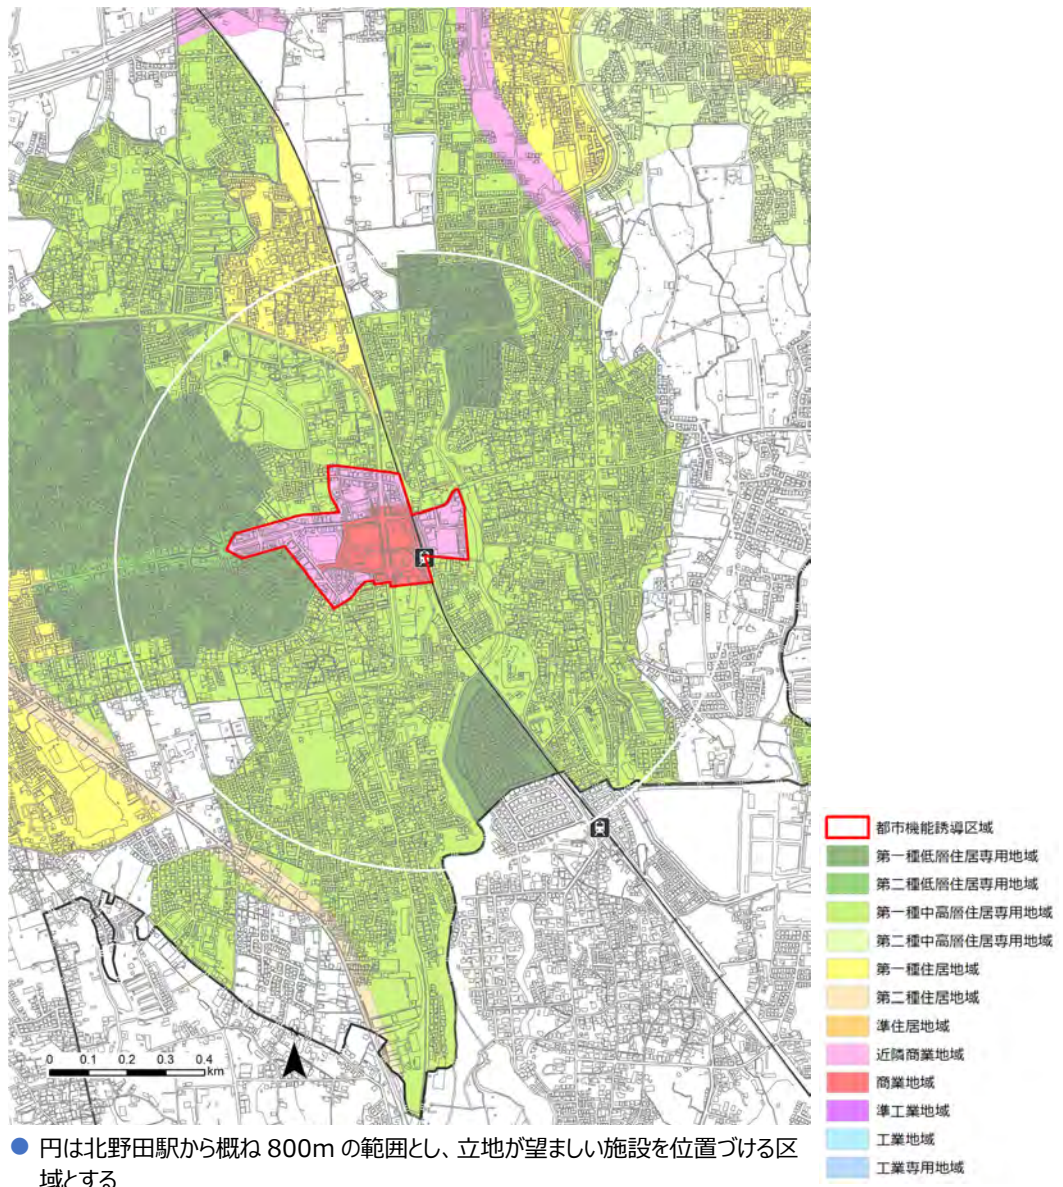 都市機能誘導区域
第一種低層住居専用地域
第二種低層住居専用地域
第一種中高層住居専用地域
第二種中高層住居専用地域
第一種住居地域
第二種住居地域
準住居地域
近隣商業地域
商業地域
準工業地域
工業地域
工業専用地域
0 0.1 0.2 0.3 0.4
km
● 円は北野田駅から概ね 800m の範囲とし、立地が望ましい施設を位置づける区
域とする